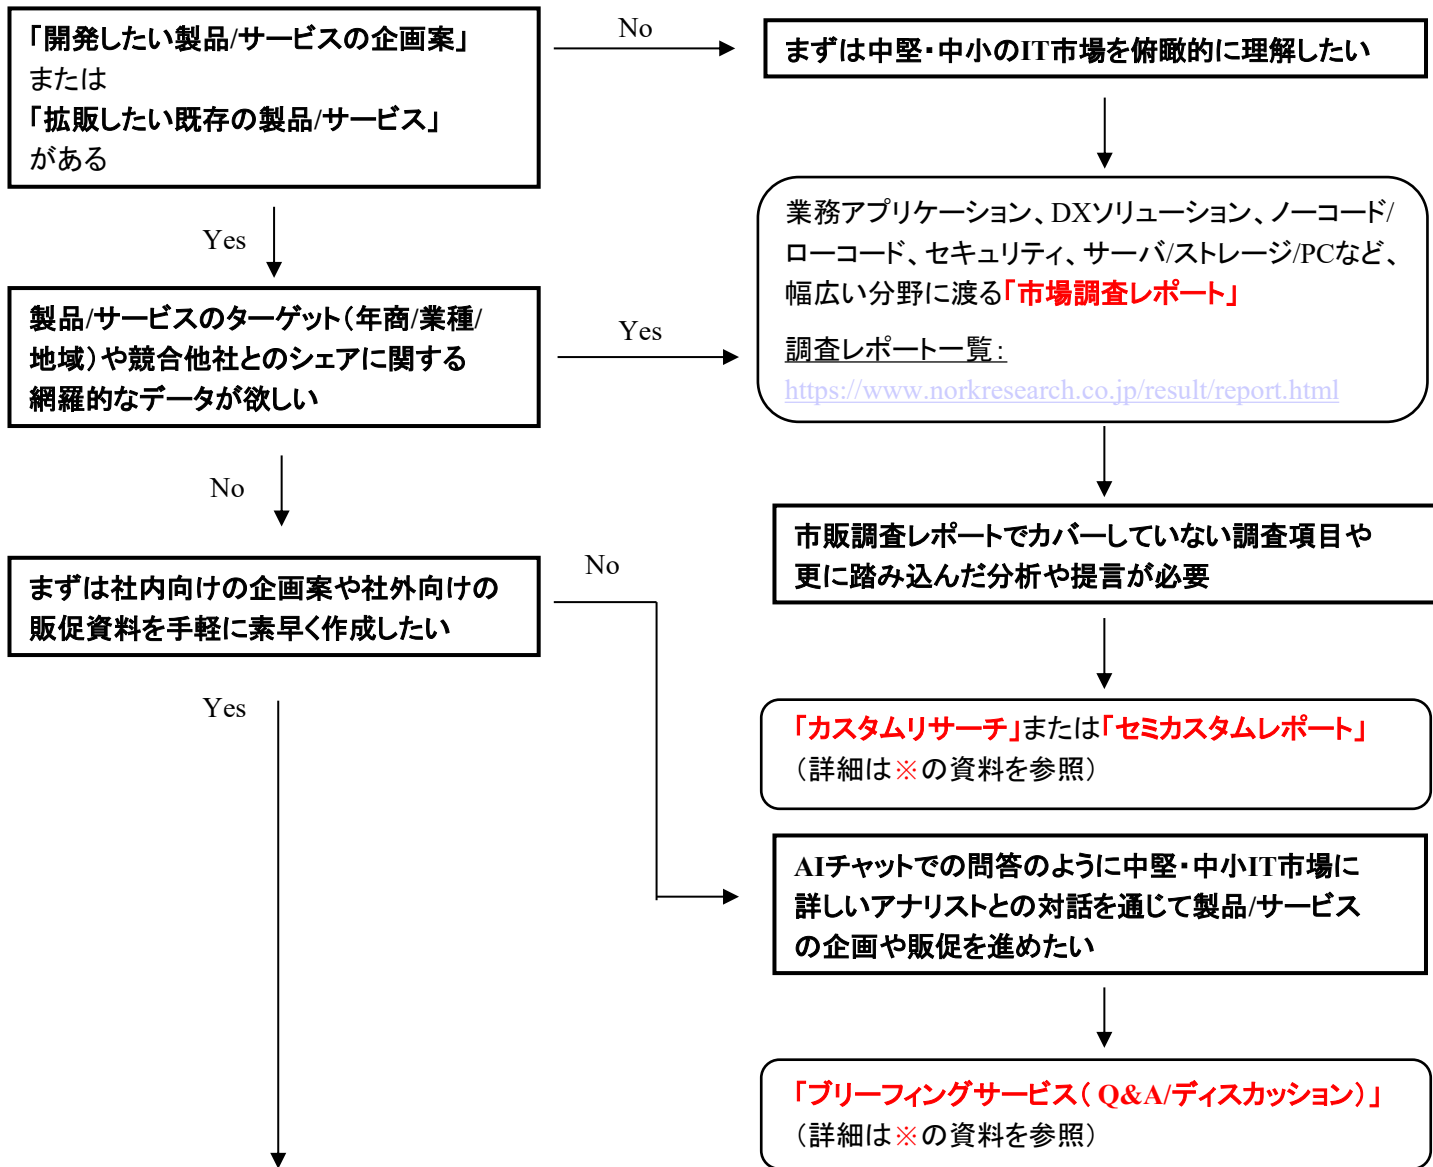 「開発したい製品/サービスの企画案」
または
「拡販したい既存の製品/サービス」
がある
No
まずは中堅・中小のIT市場を俯瞰的に理解したい
Yes
業務アプリケーション、DXソリューション、ノーコード/
ローコード、セキュリティ、サーバ/ストレージ/PCなど、
幅広い分野に渡る「市場調査レポート」
調査レポート一覧：
https://www.norkresearch.co.jp/result/report.html
製品/サービスのターゲット（年商/業種/
地域）や競合他社とのシェアに関する
網羅的なデータが欲しい
Yes
No
市販調査レポートでカバーしていない調査項目や
更に踏み込んだ分析や提言が必要
まずは社内向けの企画案や社外向けの
販促資料を手軽に素早く作成したい
No
Yes
「カスタムリサーチ」または「セミカスタムレポート」
（詳細は※の資料を参照）
AIチャットでの問答のように中堅・中小IT市場に
詳しいアナリストとの対話を通じて製品/サービス
の企画や販促を進めたい
「ブリーフィングサービス（ Q&A/ディスカッション）」
（詳細は※の資料を参照）